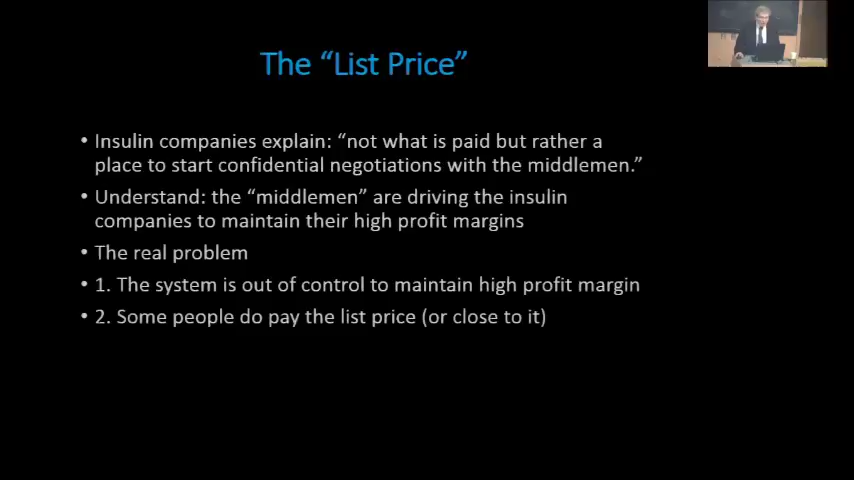 The “List Price”
• Insulin companies explain: “not what is paid but rather a
place to start confidential negotiations with the middlemen.”
• Understand: the “middlemen” are driving the insulin
companies to maintain their high profit margins
• The real problem
• 1. The system is out of control to maintain high profit margin
• 2. Some people do pay the list price (or close to it)